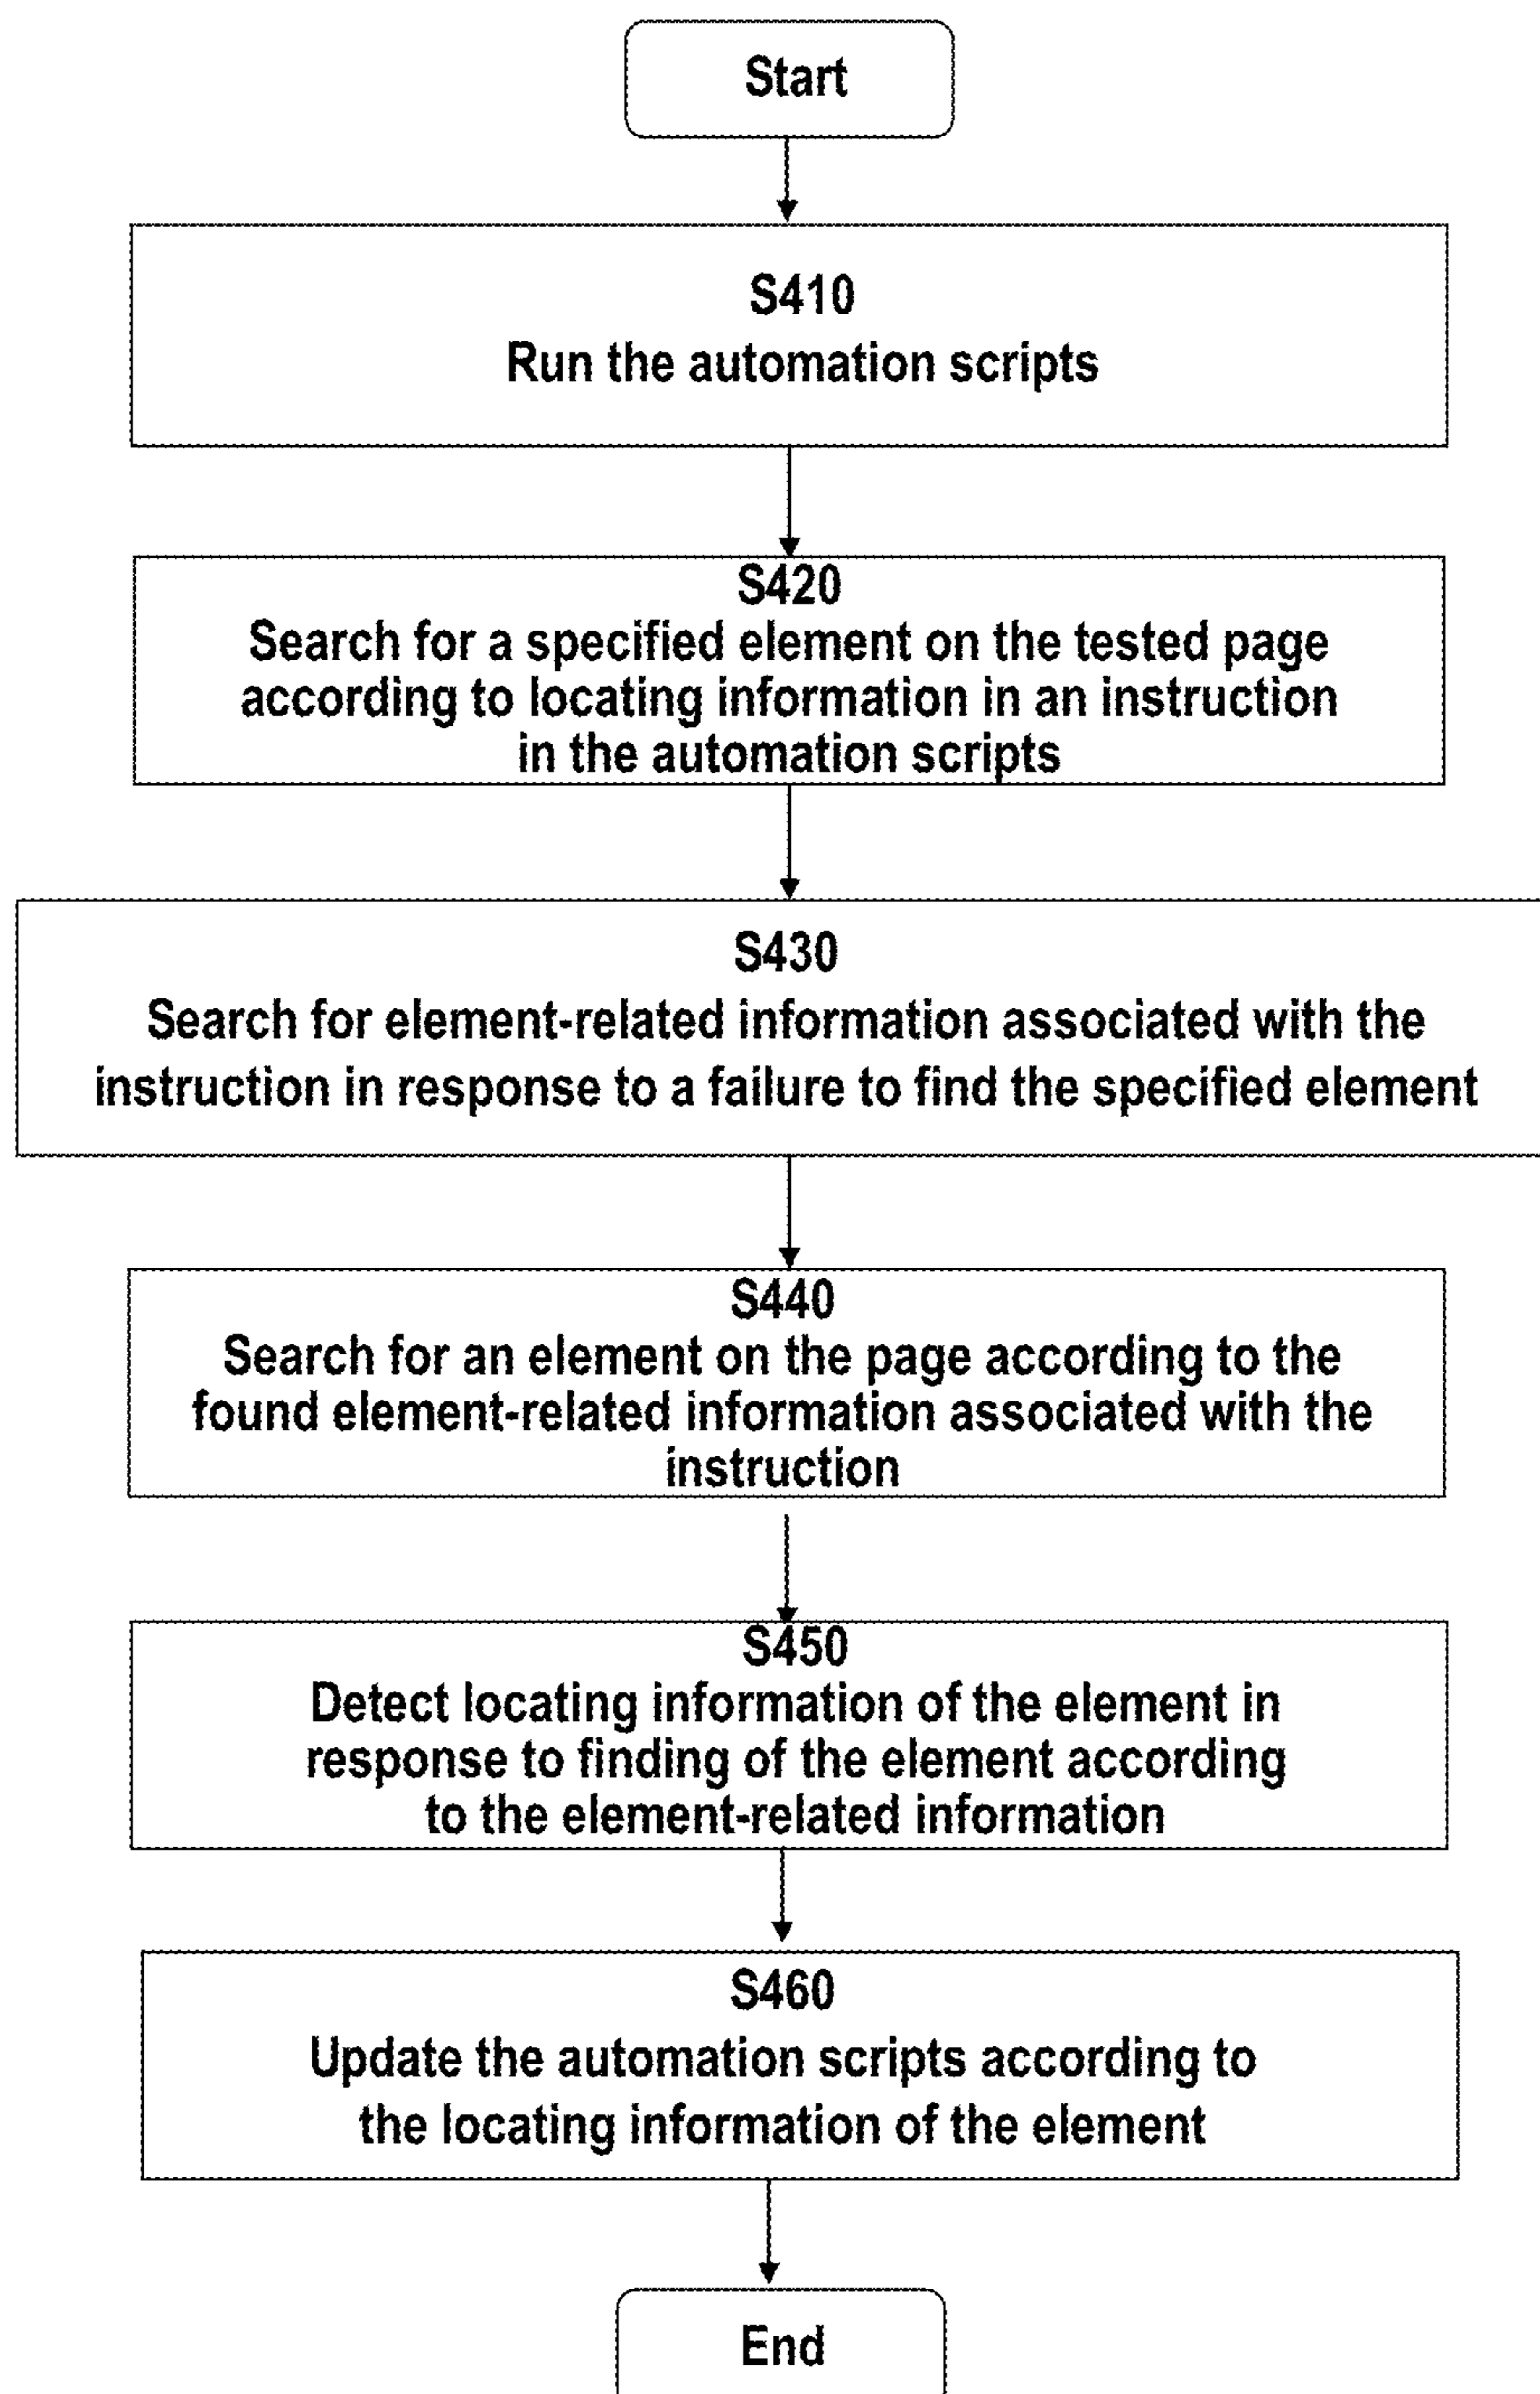 Start
S410
Run the automation scripts
S420
Search for a specified element on the tested page
according to locating information in an instruction
in the automation scripts
S430
Search for element-related information associated with the
instruction in response to a failure to find the specified element
S440
Search for an element on the page according to the
found element-related information associated with the
instruction
S450
Detect locating information of the element in
response to finding of the element according
to the element-related information
S460
Update the automation scripts according to
the locating information of the element
End